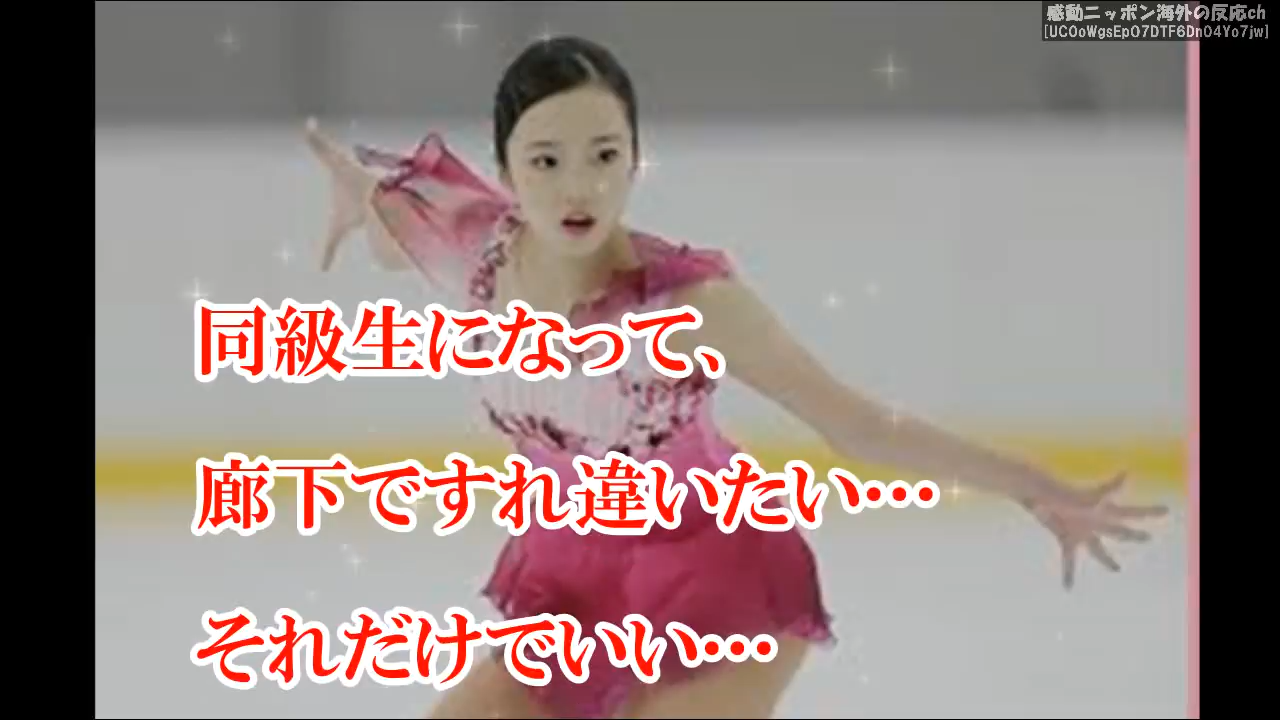 感動ニッポン海外の反応ch
[UCOoWgsEpO7DTF6DnO4Yo7jw]
同級生になって、
廊下ですれ違いたい…
それだけでいい…